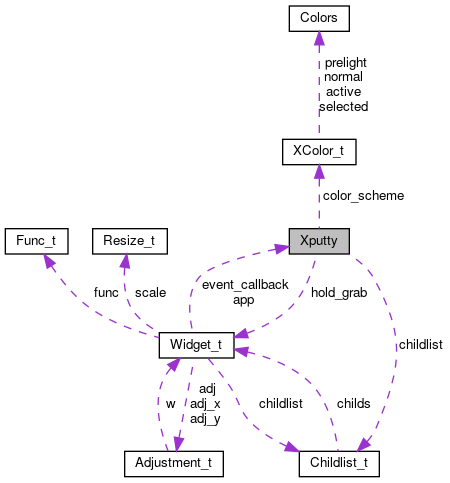 Colors
prelight
normal
active
selected
XColor_t
color_scheme
Func_t
Resize_t
Xputty
func
scale
event_callback
app
hold_grab
childlist
Widget_t
w
adj
adj_x
adj_y
childlist
childs
Adjustment_t
Childlist_t